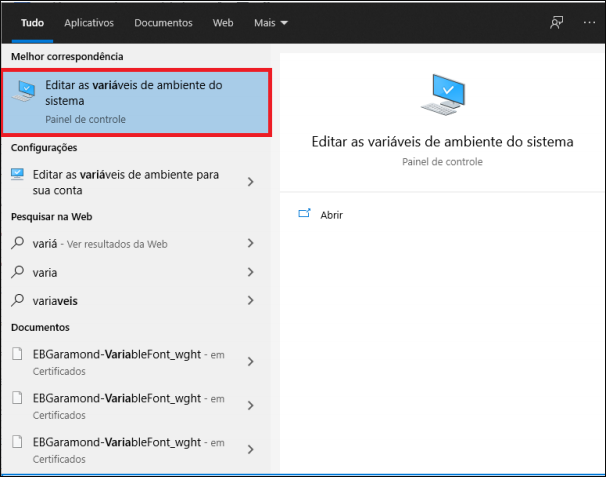 Tudo Aplicativos Documentos Web Mais
Melhor correspondência
Editar as variáveis de ambiente do
sistema
Painel de controle
Configurações
Editar as variáveis de ambiente para
sua conta
Pesquisar na Web
variá - Ver resultados da Web
varia
variaveis
Documentos
EBGaramond-VariableFont_wght - em
Certificados
EBGaramond-VariableFont_wght - em
Certificados
EBGaramond-VariableFont_wght - em
Certificados
Editar as variáveis de ambiente do sistema
Painel de controle
Abrir